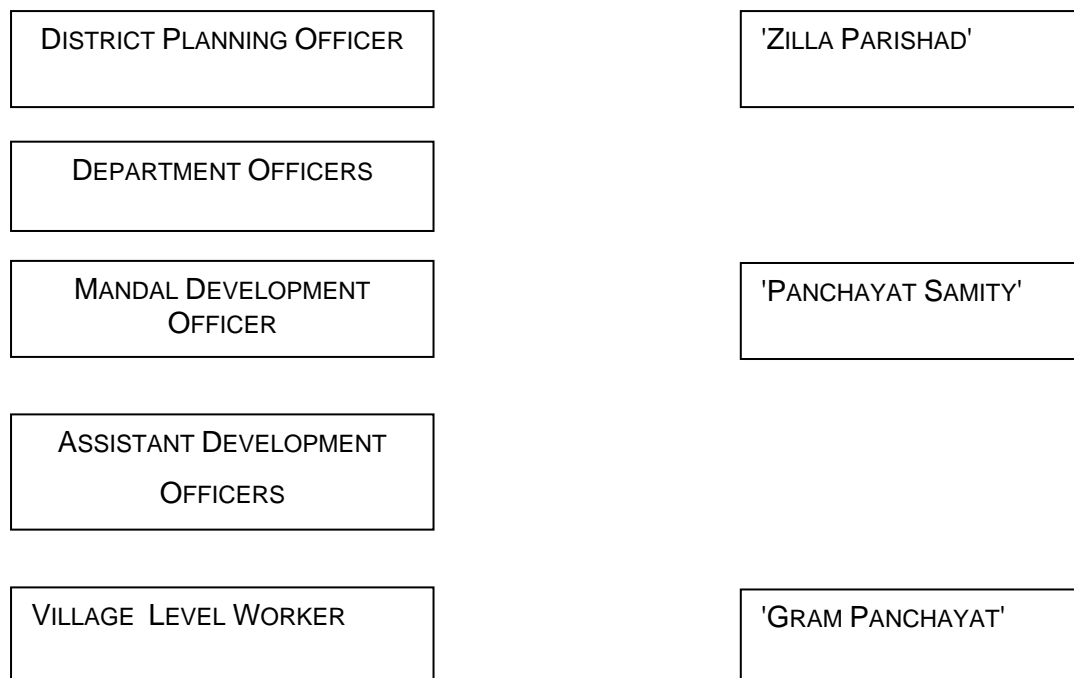 DISTRICT PLANNING OFFICER
'ZILLA PARISHAD'
DEPARTMENT OFFICERS
MANDAL DEVELOPMENT
OFFICER
'PANCHAYAT SAMITY'
ASSISTANT DEVELOPMENT
OFFICERS
VILLAGE LEVEL WORKER
'GRAM PANCHAYAT'